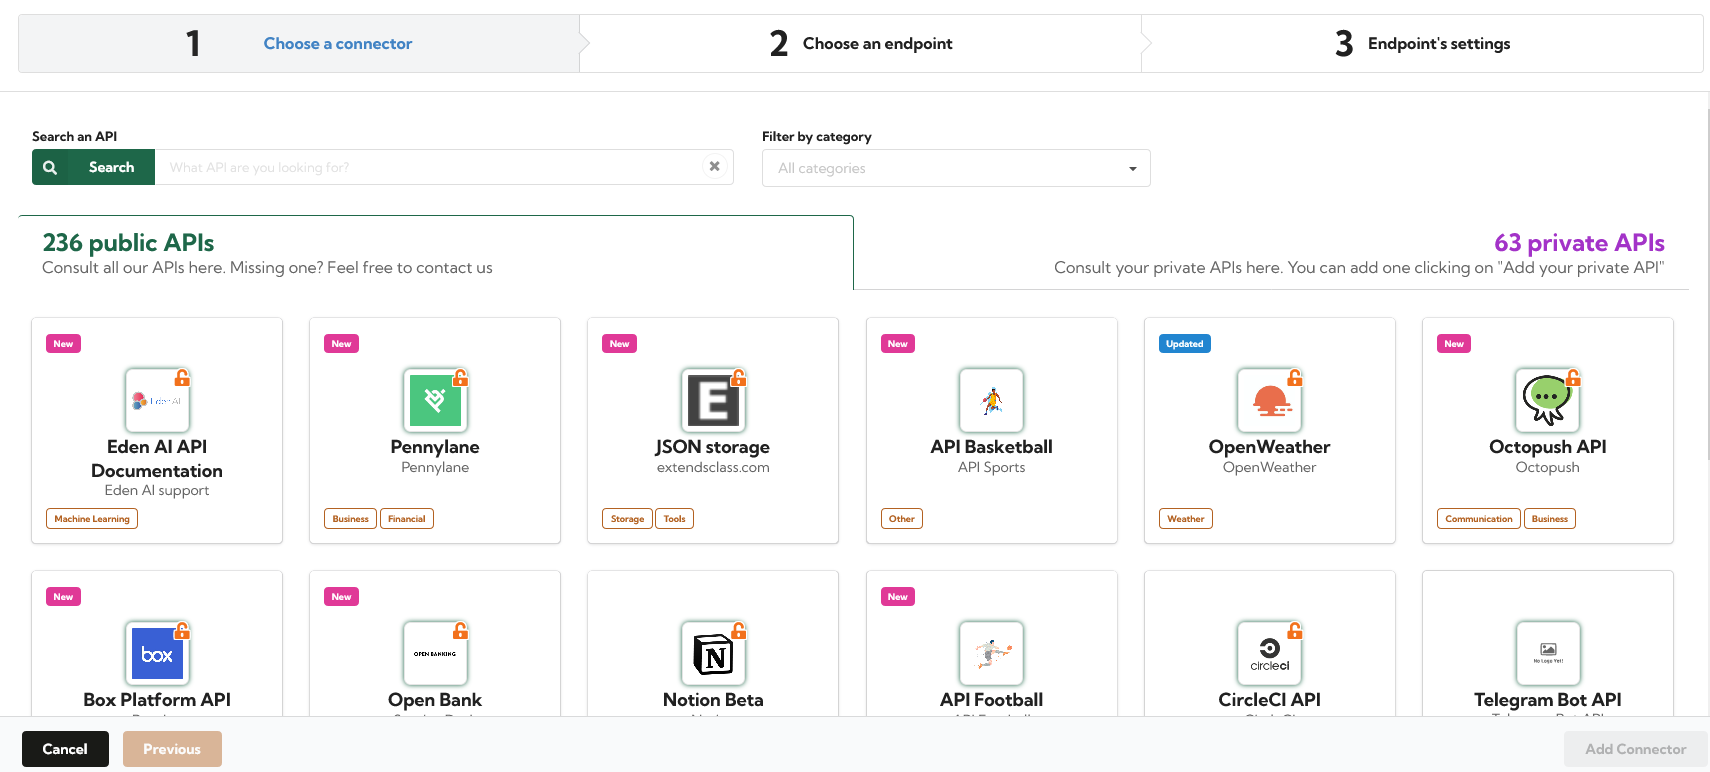 1 Choose a connector
2 Choose an endpoint
3 Endpoint's settings
Search an API
Filter by category
Search
What API are you looking for?
All categories
236 public APIs
Consult all our APIs here. Missing one? Feel free to contact us
63 private APIs
Consult your private APIs here. You can add one clicking on "Add your private API"
New
Eden AI
Eden AI API
Documentation
Eden AI support
Machine Learning
New
Pennylane
Pennylane
Business Financial
New
E
JSON storage
extendsclass.com
Storage Tools
New
API Basketball
API Sports
Other
Updated
OpenWeather
OpenWeather
Weather
New
Octopush API
Octopush
Communication Business
New
box
Box Platform API
New
OPEN BANKING
Open Bank
N
Notion Beta
New
API Football
circleci
CircleCI API
No Logo Yet!
Telegram Bot API
Cancel
Previous
Add Connector